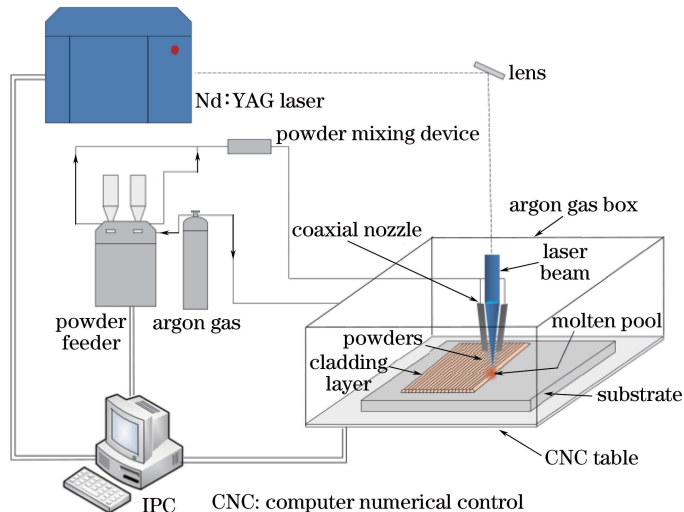 lens
Nd:YAG laser
powder mixing device
argon gas box
coaxial nozzle
laser
beam
powder
feeder
argon gas
powders
molten pool
cladding
layer
substrate
CNC table
IPC
CNC: computer numerical control